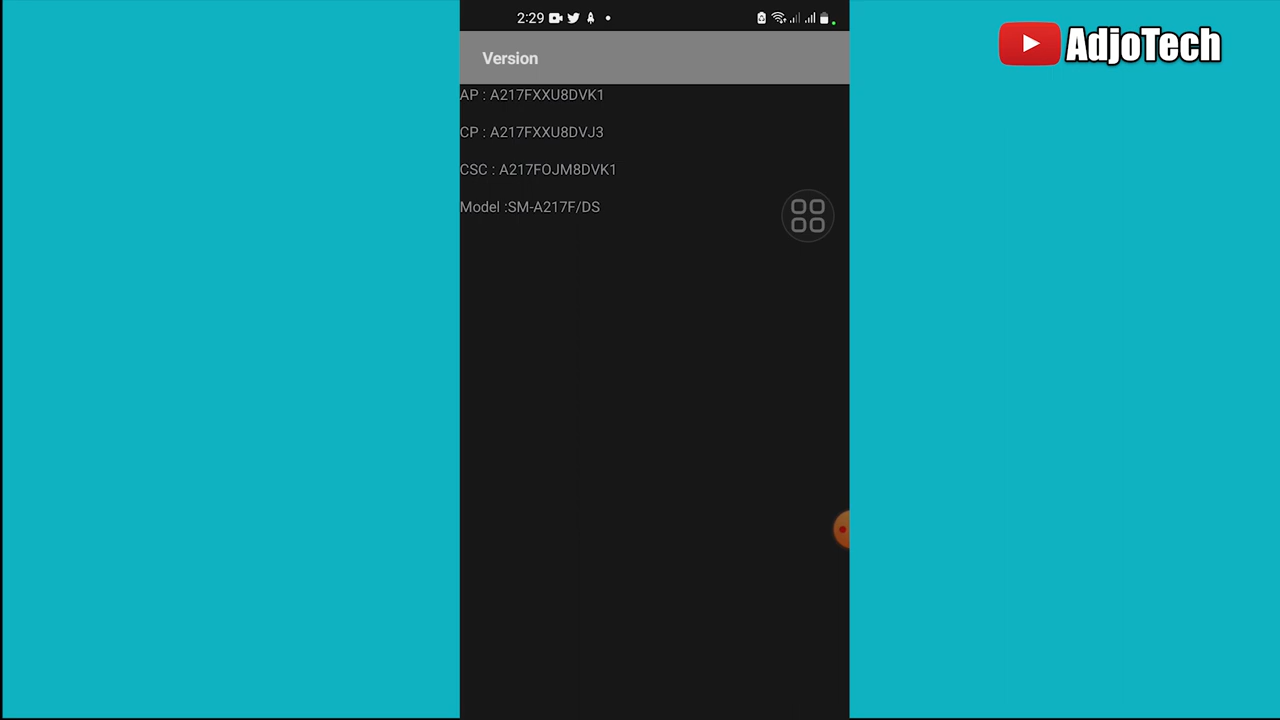 2:29
AdjoTech
Version
AP : A217FXXU8DVK1
CP : A217FXXU8DVJ3
CSC : A217FOJM8DVK1
Model :SM-A217F/DS